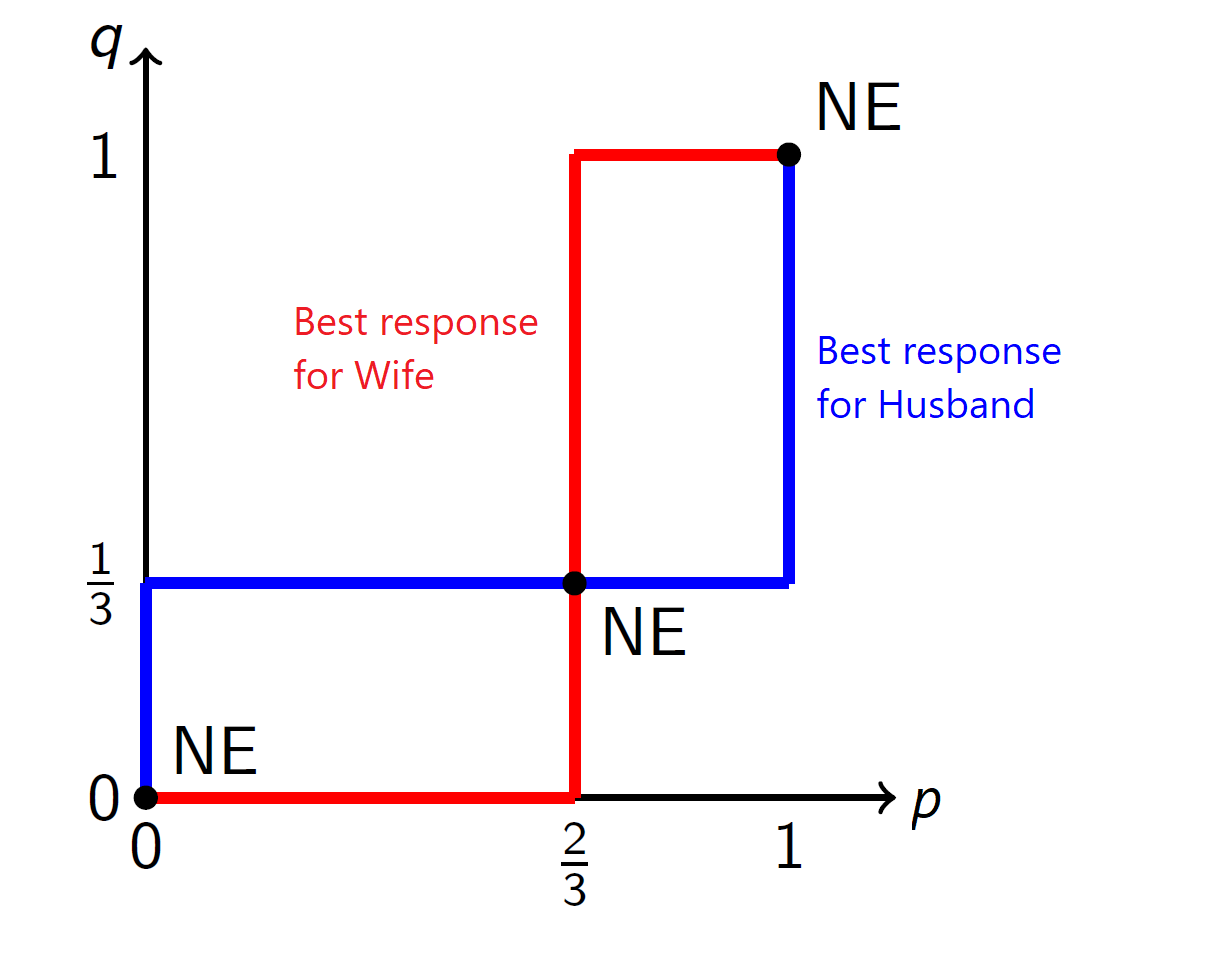 q
1
NE
Best response
for Wife
Best response
for Husband
1/3
NE
NE
0
p
0
2/3
1